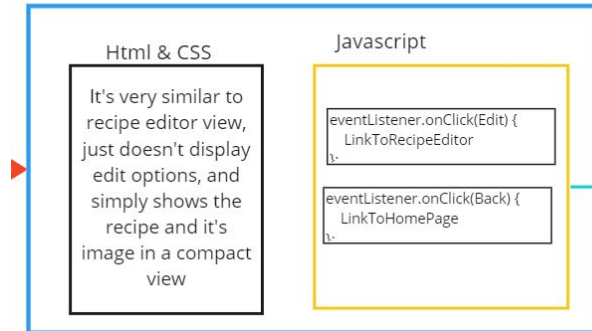 Html & CSS
It's very similar to
recipe editor view,
just doesn't display
edit options, and
simply shows the
recipe and it's
image in a compact
view
Javascript
eventListener.onClick(Edit) {
LinkToRecipeEditor
};
eventListener.onClick(Back) {
LinkToHomePage
};